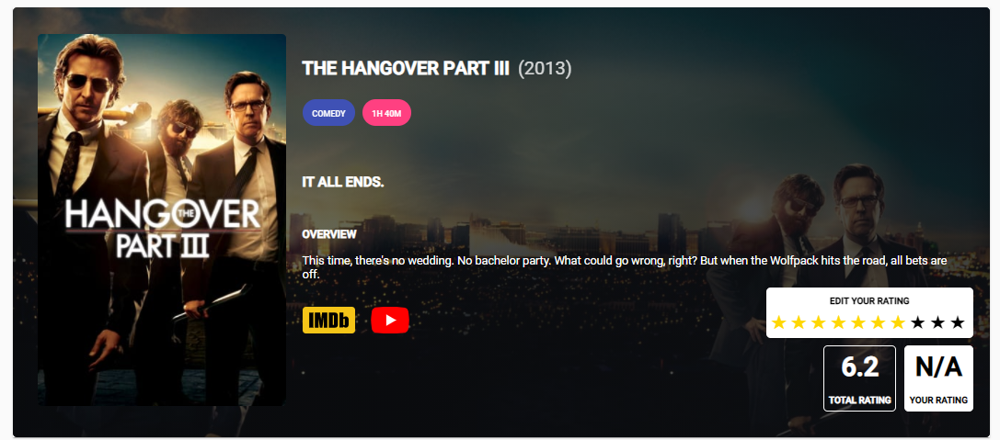 HANGOVER
THE
PART III
THE HANGOVER PART III (2013)
COMEDY 1H 40M
IT ALL ENDS.
OVERVIEW
This time, there's no wedding. No bachelor party. What could go wrong, right? But when the Wolfpack hits the road, all bets are
off.
IMDb
EDIT YOUR RATING
6.2 N/A
TOTAL RATING YOUR RATING